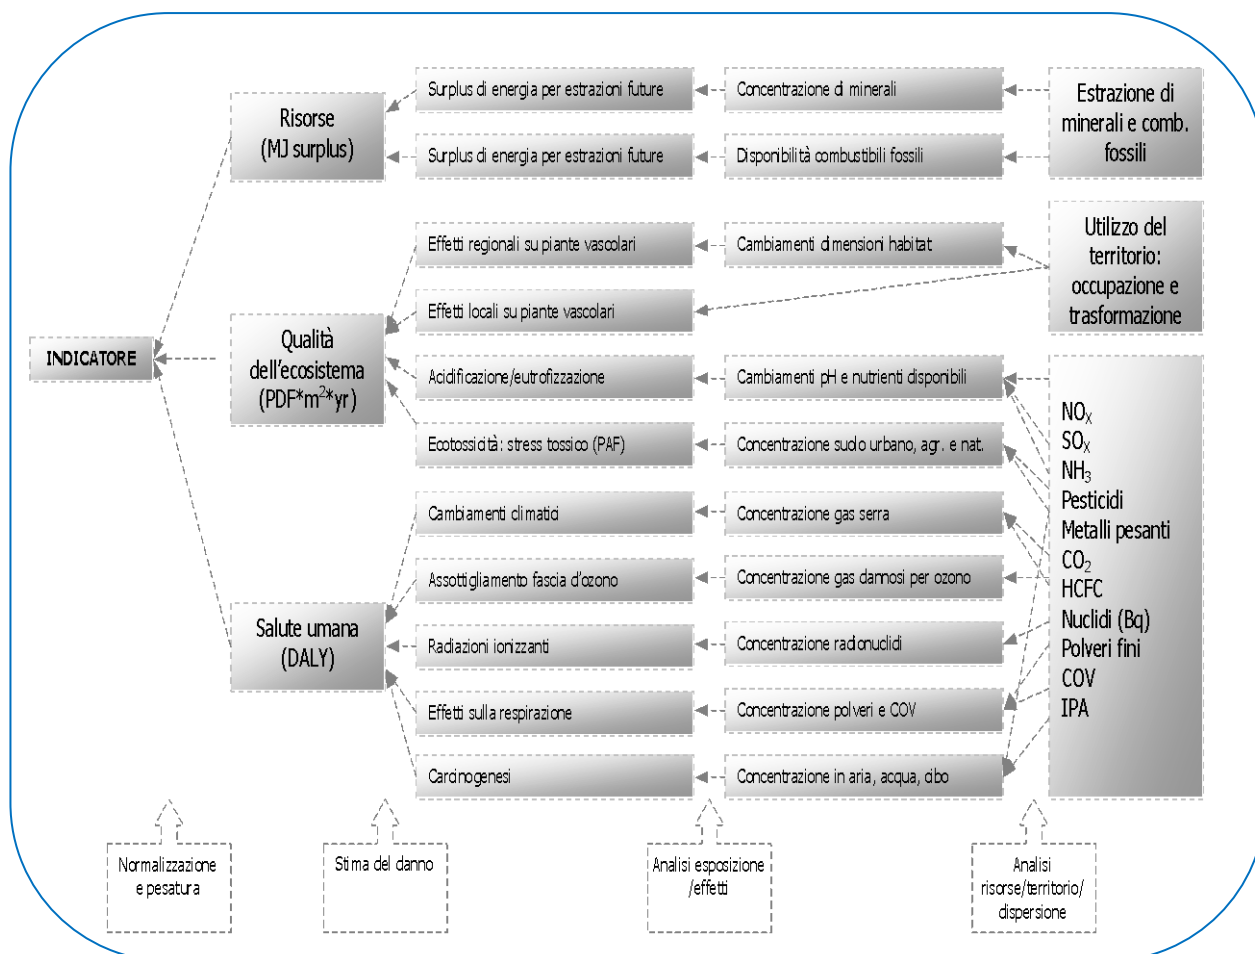 Risorse
(MJ surplus)
Surplus di energia per estrazioni future
Concentrazione di minerali
Surplus di energia per estrazioni future
Disponibilità combustibili fossili
Estrazione di
minerali e comb.
fossili
Effetti regionali su piante vascolari
Cambiamenti dimensioni habitat
Effetti locali su piante vascolari
Utilizzo del
territorio:
occupazione e
trasformazione
INDICATORE
Qualità
dell'ecosistema
(PDF*m²*yr)
Acidificazione/eutrofizzazione
Cambiamenti pH e nutrienti disponibili
Ecotossicità: stress tossico (PAF)
Concentrazione suolo urbano, agr. e nat.
Cambiamenti climatici
Concentrazione gas serra
Assottigliamento fascia d'ozono
Concentrazione gas dannosi per ozono
Salute umana
(DALY)
Radiazioni ionizzanti
Concentrazione radionuclidi
Effetti sulla respirazione
Concentrazione polveri e COV
Carcinogenesi
Concentrazione in aria, acqua, cibo
NOX
SOX
NH3
Pesticidi
Metalli pesanti
CO2
HCFC
Nuclidi (Bq)
Polveri fini
COV
IPA
Normalizzazione
e pesatura
Stima del danno
Analisi esposizione
/effetti
Analisi
risorse/territorio/
dispersione